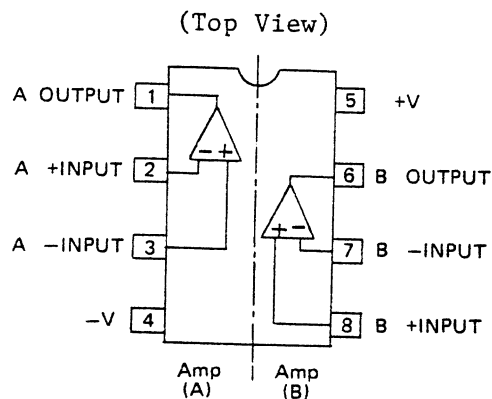 (Top View)
A OUTPUT 1
5 +V
A +INPUT 2
- +
6 B OUTPUT
A -INPUT 3
+ -
7 B -INPUT
-V 4
8 B +INPUT
Amp (A)
Amp (B)